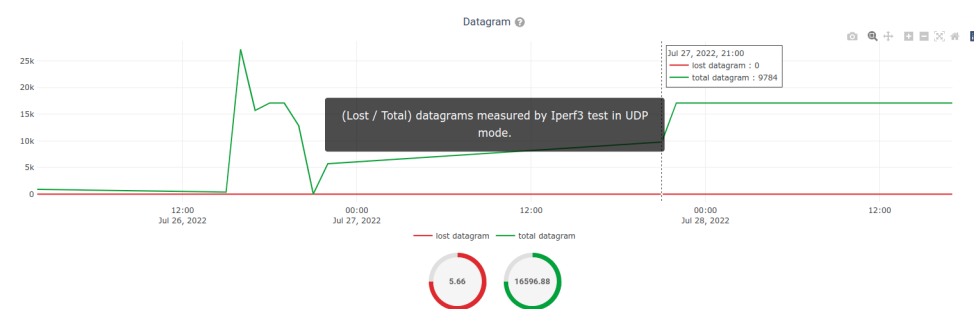 Datagram ?
Jul 27, 2022, 21:00
lost datagram : 0
total datagram : 9784
25k
20k
15k
10k
5k
0
(Lost / Total) datagrams measured by Iperf3 test in UDP
mode.
12:00
Jul 26, 2022
00:00
Jul 27, 2022
12:00
00:00
Jul 28, 2022
12:00
lost datagram
total datagram
5.66
16596.88